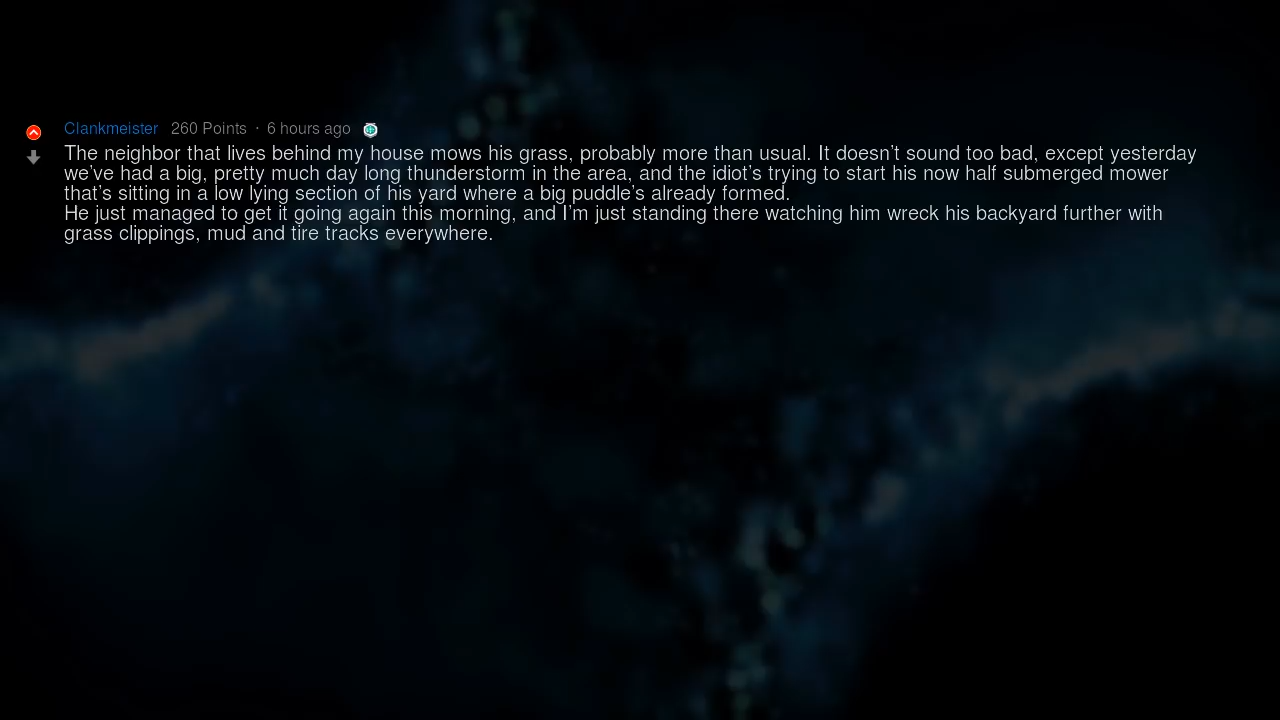 Clankmeister 260 Points · 6 hours ago
The neighbor that lives behind my house mows his grass, probably more than usual. It doesn't sound too bad, except yesterday
we've had a big, pretty much day long thunderstorm in the area, and the idiot's trying to start his now half submerged mower
that's sitting in a low lying section of his yard where a big puddle's already formed.
He just managed to get it going again this morning, and I'm just standing there watching him wreck his backyard further with
grass clippings, mud and tire tracks everywhere.